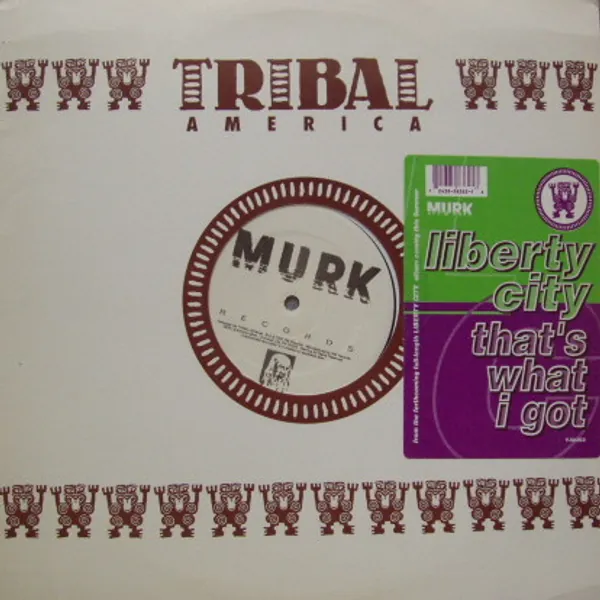 TRIBAL
AMERICA
MURK
RECORDS
MURK
liberty
city
that's
what
i got
from the forthcoming full-length LIBERTY CITY album coming this Summer